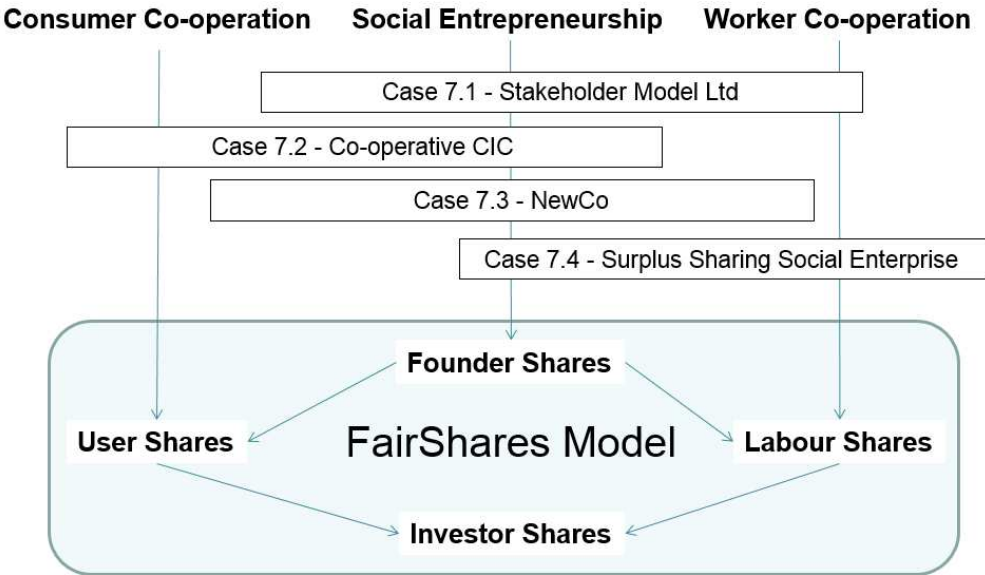 Consumer Co-operation
Social Entrepreneurship
Worker Co-operation
Case 7.1 - Stakeholder Model Ltd
Case 7.2 - Co-operative CIC
Case 7.3 - NewCo
Case 7.4 - Surplus Sharing Social Enterprise
Founder Shares
User Shares
FairShares Model
Labour Shares
Investor Shares